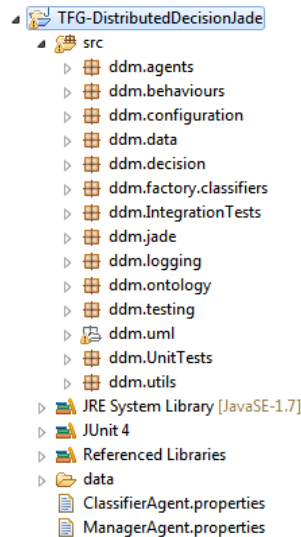 TFG-DistributedDecisionJade
src
ddm.agents
ddm.behaviours
ddm.configuration
ddm.data
ddm.decision
ddm.factory.classifiers
ddm.IntegrationTests
ddm.jade
ddm.logging
ddm.ontology
ddm.testing
ddm.uml
ddm.UnitTests
ddm.utils
JRE System Library [JavaSE-1.7]
JUnit 4
Referenced Libraries
data
ClassifierAgent.properties
ManagerAgent.properties